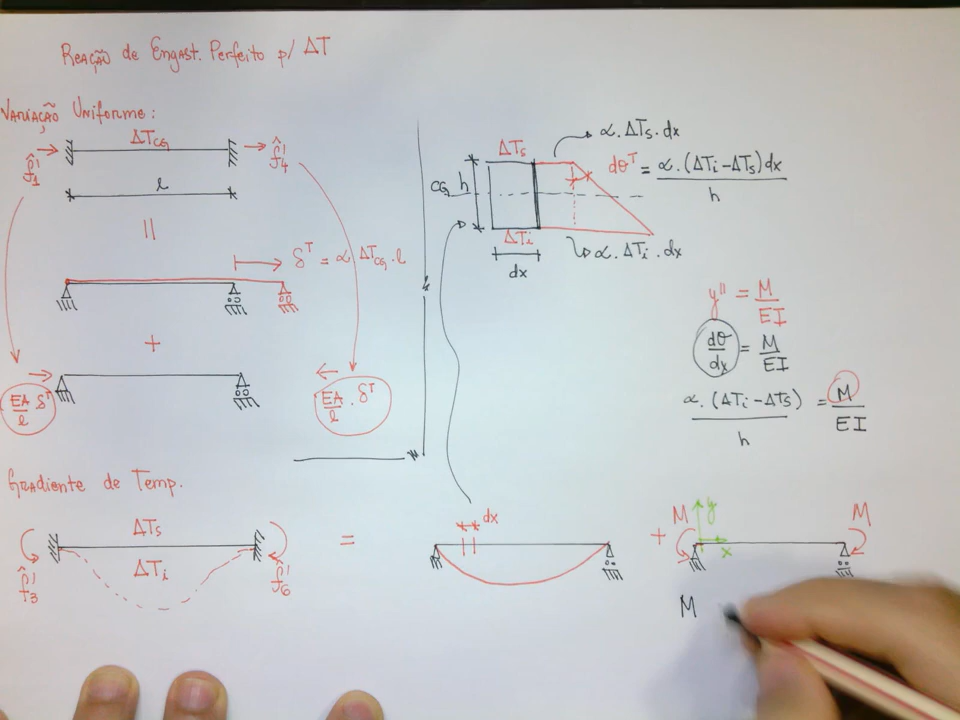 REAÇÃO de Engast. Perfeito p/ ΔT
VARIAÇÃO Uniforme:
ΔTCG
f̂'1
f̂'4
l
||
δᵀ = α ΔTCG . l
+
EA/l δᵀ
EA/l . δᵀ
α.ΔTs.dx
ΔTs
dθᵀ = α.(ΔTi-ΔTs)dx
h
CG h
ΔTi
α.ΔTi.dx
dx
y'' = M/EI
dθ/dx = M/EI
α.(ΔTi-ΔTs)/h = M/EI
GRADIENTE de Temp.
ΔTs
ΔTi
f̂'3
f̂'6
=
dx
+
M
y
x
M
M